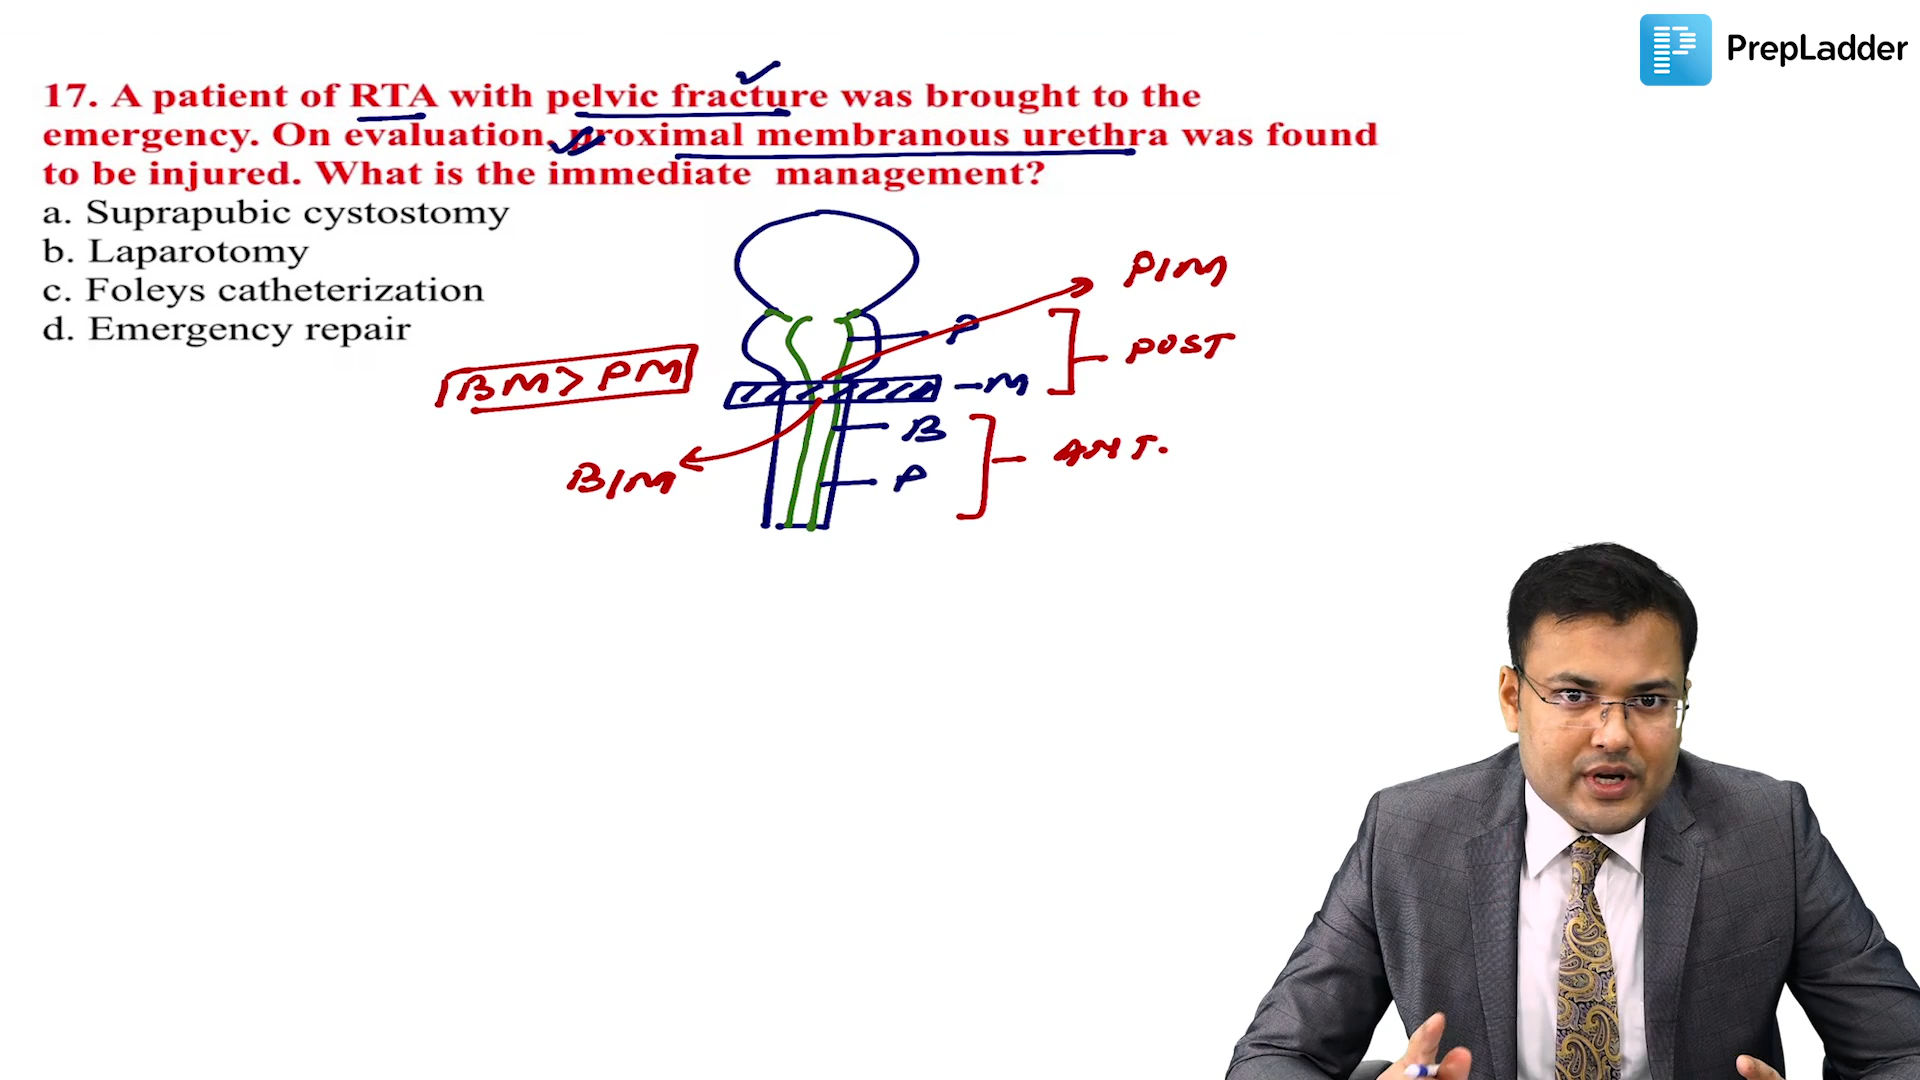 PrepLadder
17. A patient of RTA with pelvic fracture was brought to the
emergency. On evaluation, proximal membranous urethra was found
to be injured. What is the immediate management?
a. Suprapubic cystostomy
b. Laparotomy
c. Foleys catheterization
d. Emergency repair
P/M
P
POST
BM > PM
M
B
ANT.
B/M
P